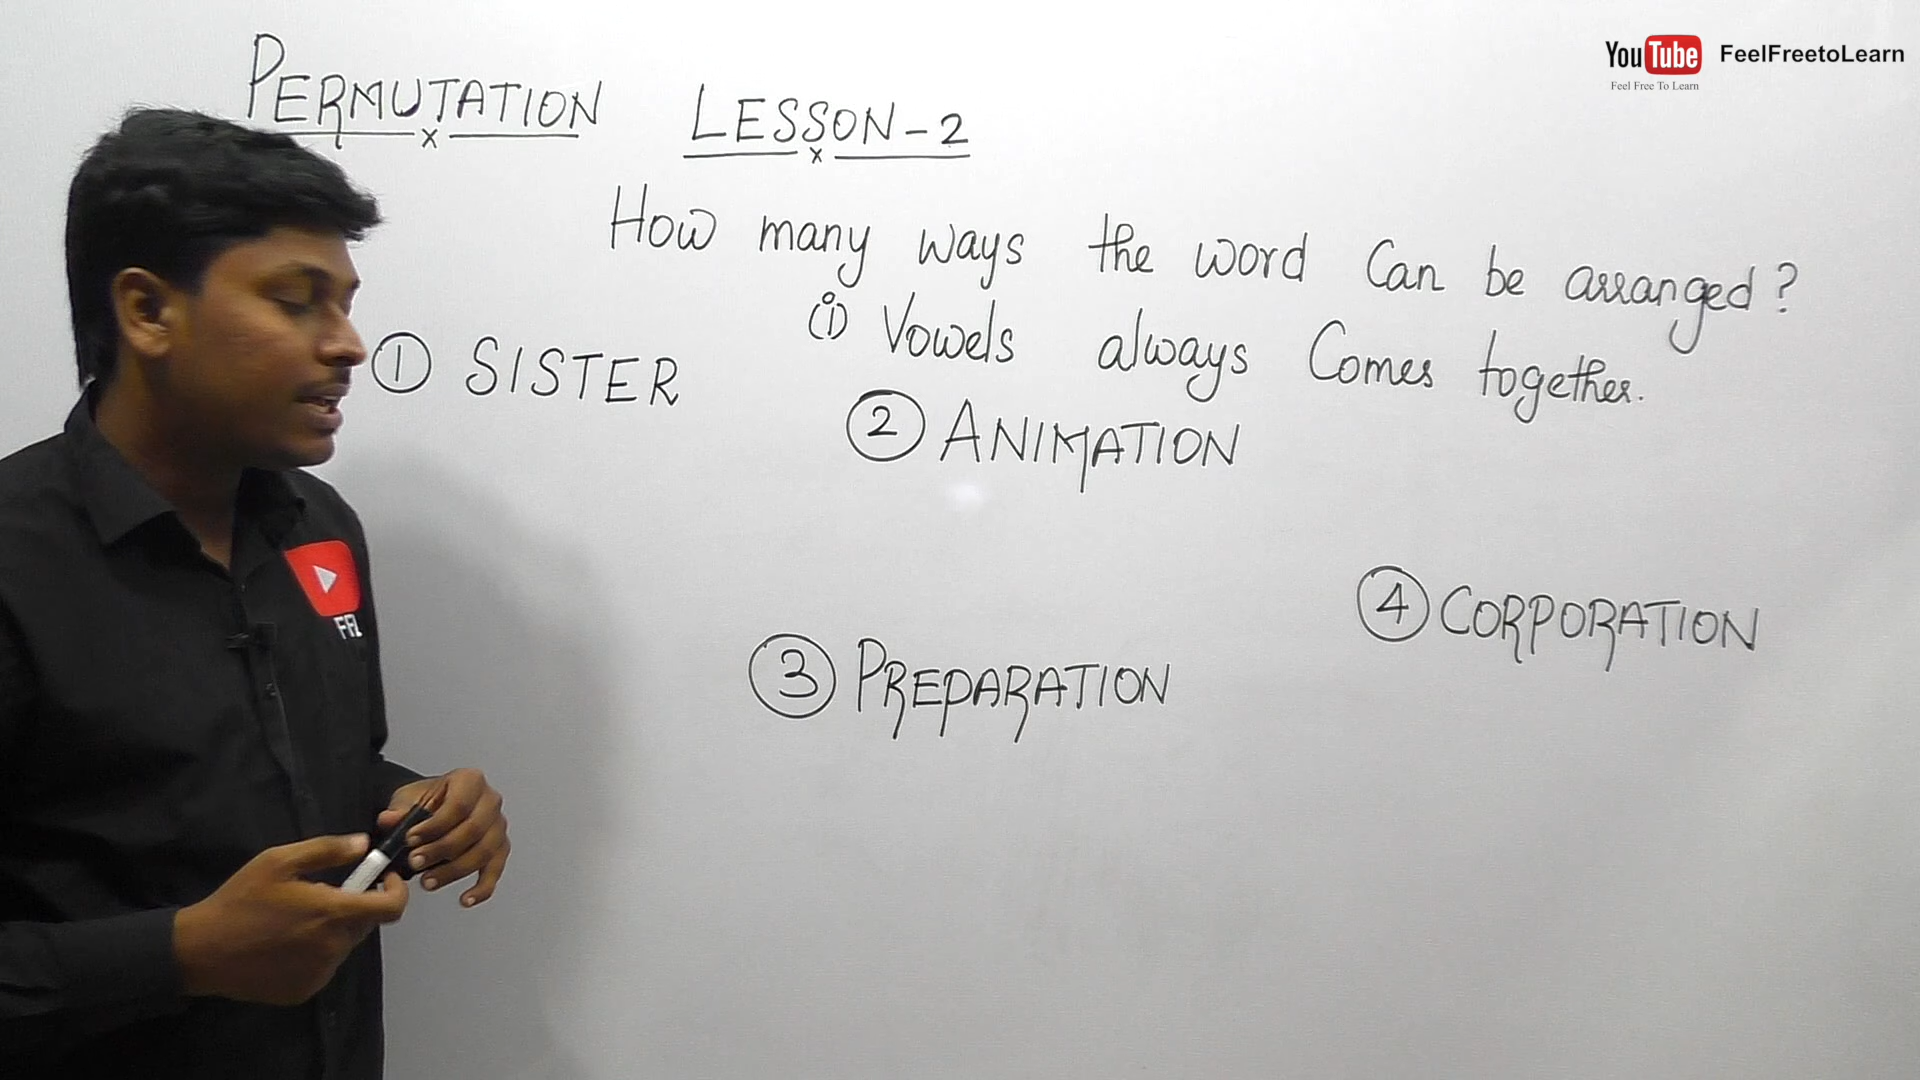 PERMUTATION LESSON-2
How many ways the word can be arranged?
(i) Vowels always comes together.
① SISTER
② ANIMATION
③ PREPARATION
④ CORPORATION
YouTube FeelFreetoLearn
Feel Free To Learn
FFL